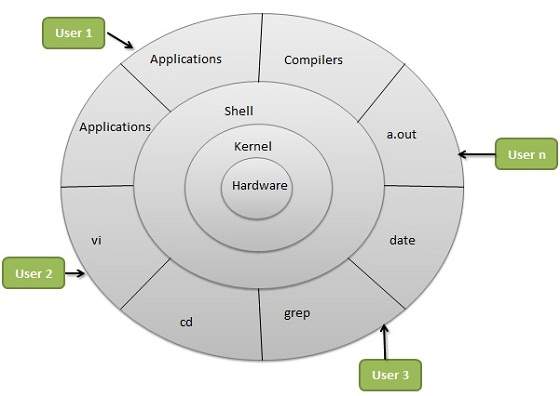 User 1
Applications
Compilers
Shell
Applications
a.out
Kernel
User n
Hardware
vi
date
User 2
grep
cd
User 3